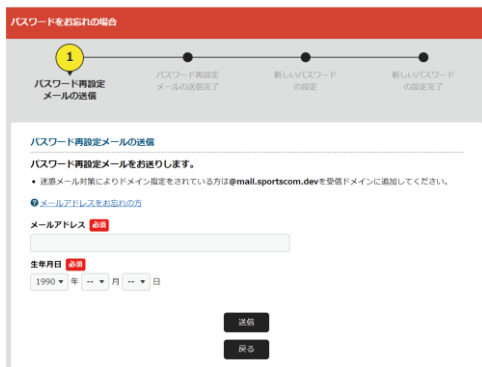 パスワードをお忘れの場合
1
パスワード再設定
メールの送信
パスワード再設定
メールの送信完了
新しいパスワード
の設定
新しいパスワード
の設定完了
パスワード再設定メールの送信
パスワード再設定メールをお送りします。
• 迷惑メール対策によりドメイン指定をされている方は@mail.sportscom.devを受信ドメインに追加してください。
? メールアドレスをお忘れの方
メールアドレス 必須
生年月日 必須
1990 ▼ 年 -- ▼ 月 -- ▼ 日
送信
戻る